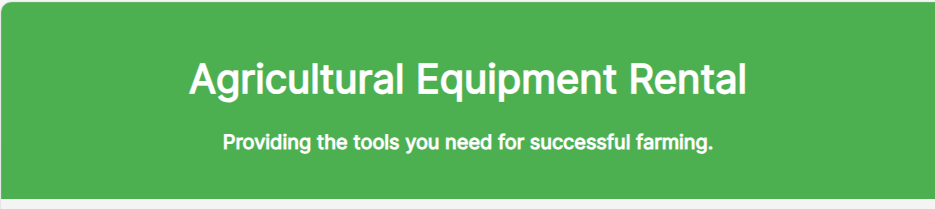 Agricultural Equipment Rental
Providing the tools you need for successful farming.